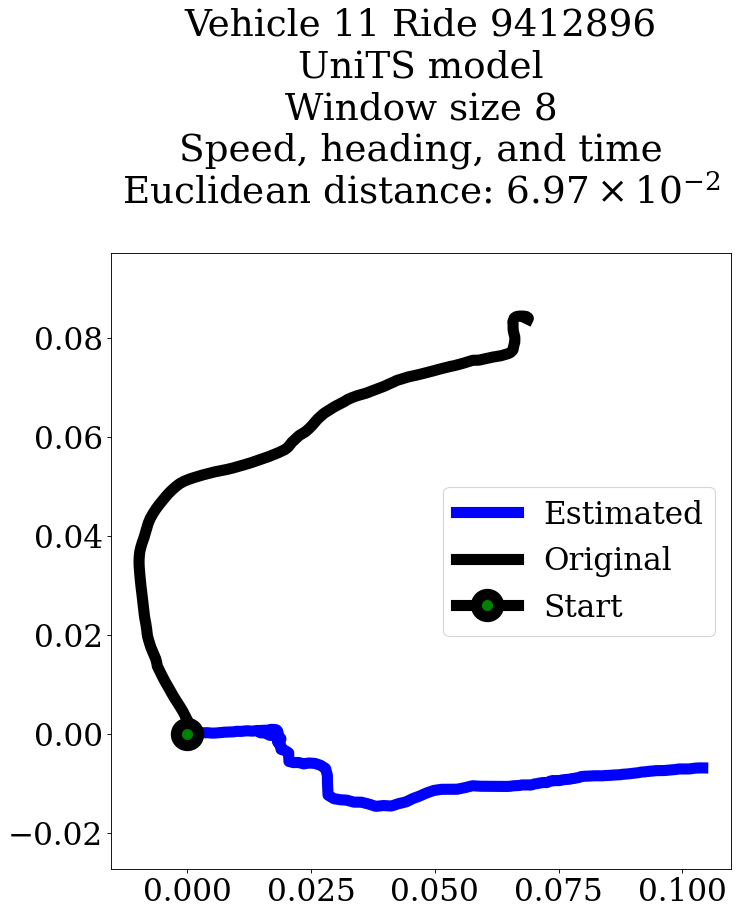 Vehicle 11 Ride 9412896
UniTS model
Window size 8
Speed, heading, and time
Euclidean distance: 6.97 × 10⁻²
0.08
0.06
0.04
0.02
0.00
−0.02
Estimated
Original
Start
0.000 0.025 0.050 0.075 0.100